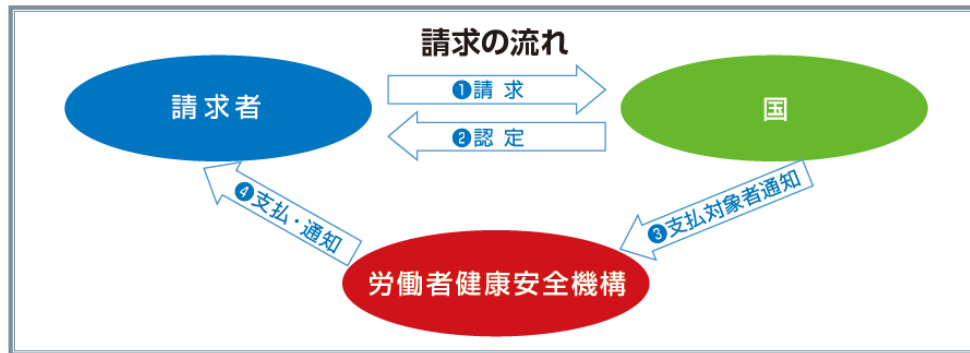 請求の流れ
請求者
❶請求
国
❷認定
❸支払対象者通知
❹支払・通知
労働者健康安全機構